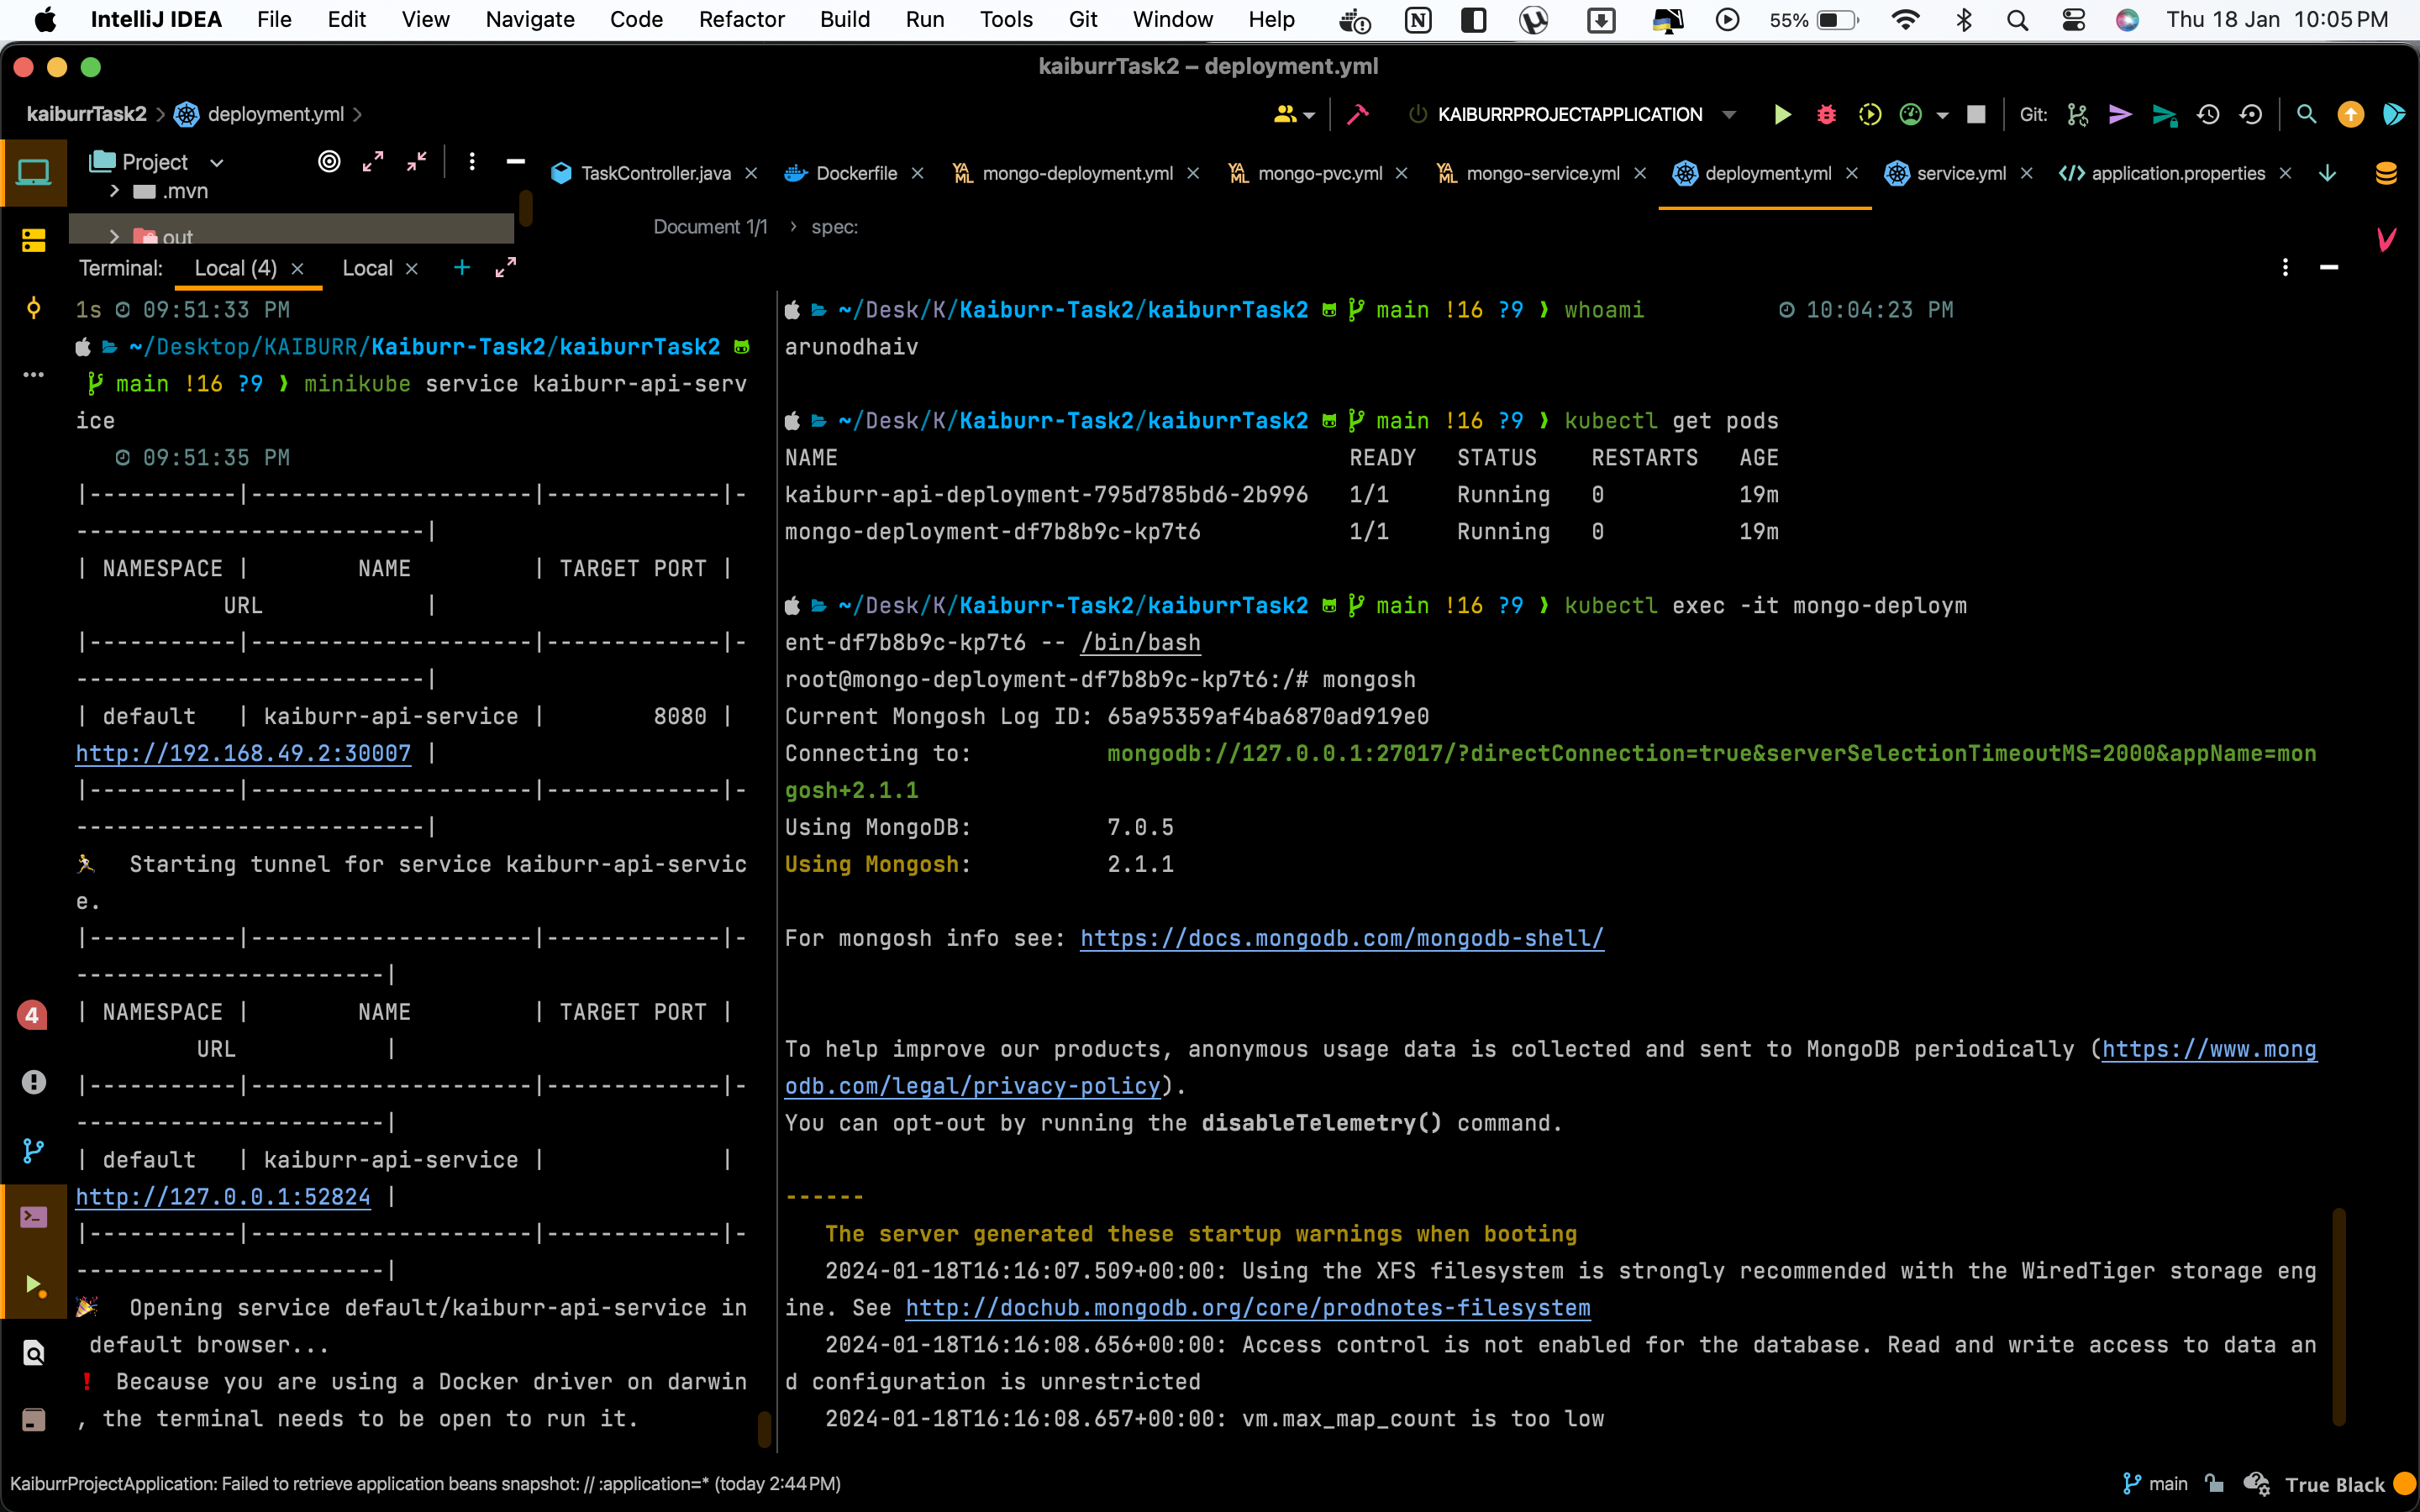 IntelliJ IDEA File Edit View Navigate Code Refactor Build Run Tools Git Window Help 55% Thu 18 Jan 10:05 PM
kaiburrTask2 – deployment.yml
kaiburrTask2 deployment.yml KAIBURRPROJECTAPPLICATION Git:
Project TaskController.java Dockerfile mongo-deployment.yml mongo-pvc.yml mongo-service.yml deployment.yml service.yml application.properties
.mvn
out
Document 1/1 › spec:
Terminal: Local (4) Local
1s 09:51:33 PM
~/Desktop/KAIBURR/Kaiburr-Task2/kaiburrTask2
main !16 ?9 ❱ minikube service kaiburr-api-serv
ice
09:51:35 PM
|-----------|---------------------|-------------|-
--------------------------|
| NAMESPACE | NAME | TARGET PORT |
URL |
|-----------|---------------------|-------------|-
--------------------------|
| default | kaiburr-api-service | 8080 |
http://192.168.49.2:30007 |
|-----------|---------------------|-------------|-
--------------------------|
🏃 Starting tunnel for service kaiburr-api-servic
e.
|-----------|---------------------|-------------|-
-----------------------|
| NAMESPACE | NAME | TARGET PORT |
URL |
|-----------|---------------------|-------------|-
-----------------------|
| default | kaiburr-api-service | |
http://127.0.0.1:52824 |
|-----------|---------------------|-------------|-
-----------------------|
🎉 Opening service default/kaiburr-api-service in
default browser...
❗ Because you are using a Docker driver on darwin
, the terminal needs to be open to run it.
~/Desk/K/Kaiburr-Task2/kaiburrTask2 main !16 ?9 ❱ whoami 10:04:23 PM
arunodhaiv
~/Desk/K/Kaiburr-Task2/kaiburrTask2 main !16 ?9 ❱ kubectl get pods
NAME READY STATUS RESTARTS AGE
kaiburr-api-deployment-795d785bd6-2b996 1/1 Running 0 19m
mongo-deployment-df7b8b9c-kp7t6 1/1 Running 0 19m
~/Desk/K/Kaiburr-Task2/kaiburrTask2 main !16 ?9 ❱ kubectl exec -it mongo-deploym
ent-df7b8b9c-kp7t6 -- /bin/bash
root@mongo-deployment-df7b8b9c-kp7t6:/# mongosh
Current Mongosh Log ID: 65a95359af4ba6870ad919e0
Connecting to: mongodb://127.0.0.1:27017/?directConnection=true&serverSelectionTimeoutMS=2000&appName=mon
gosh+2.1.1
Using MongoDB: 7.0.5
Using Mongosh: 2.1.1
For mongosh info see: https://docs.mongodb.com/mongodb-shell/
To help improve our products, anonymous usage data is collected and sent to MongoDB periodically (https://www.mong
odb.com/legal/privacy-policy).
You can opt-out by running the disableTelemetry() command.
------
The server generated these startup warnings when booting
2024-01-18T16:16:07.509+00:00: Using the XFS filesystem is strongly recommended with the WiredTiger storage eng
ine. See http://dochub.mongodb.org/core/prodnotes-filesystem
2024-01-18T16:16:08.656+00:00: Access control is not enabled for the database. Read and write access to data an
d configuration is unrestricted
2024-01-18T16:16:08.657+00:00: vm.max_map_count is too low
4
KaiburrProjectApplication: Failed to retrieve application beans snapshot: // :application=* (today 2:44 PM) main True Black